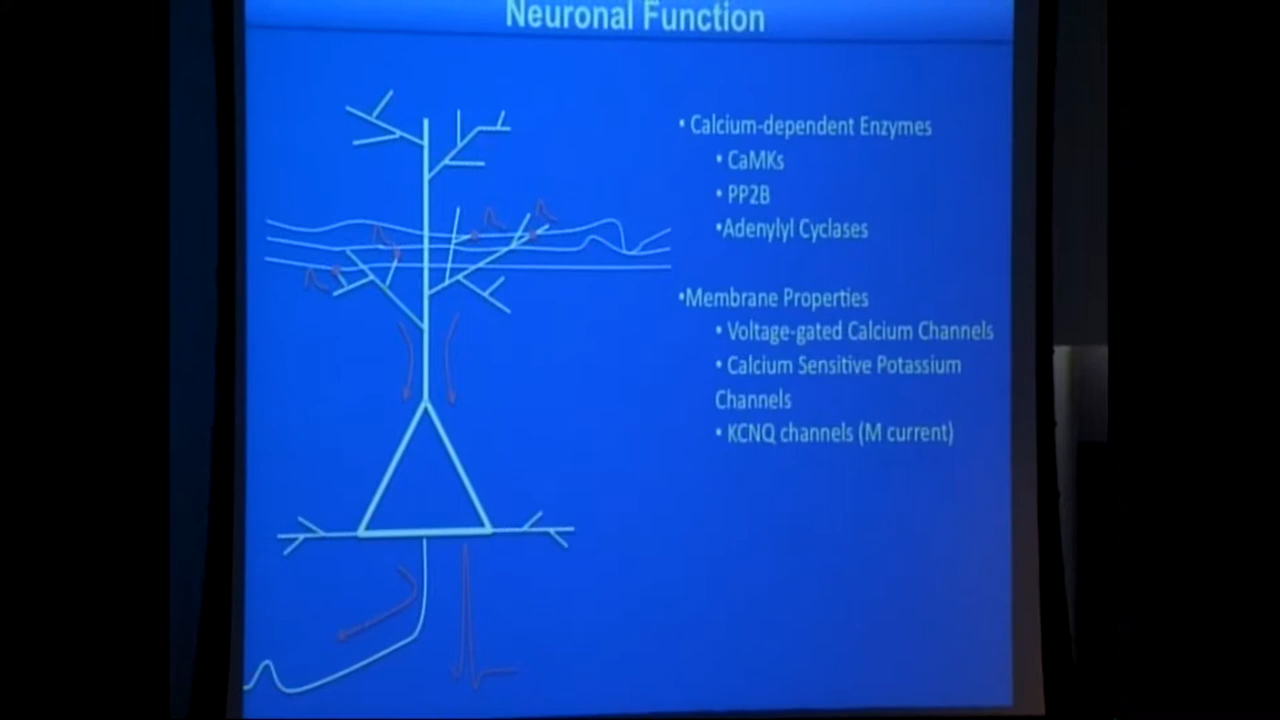 Neuronal Function
• Calcium-dependent Enzymes
• CaMKs
• PP2B
•Adenylyl Cyclases
•Membrane Properties
• Voltage-gated Calcium Channels
• Calcium Sensitive Potassium
Channels
• KCNQ channels (M current)